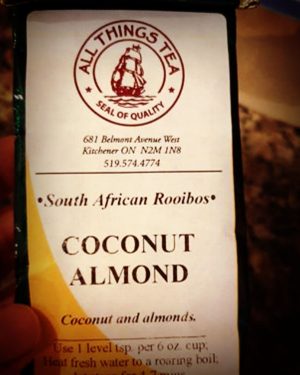 ALL THINGS TEA
SEAL OF QUALITY
681 Belmont Avenue West
Kitchener ON N2M 1N8
519.574.4774
•South African Rooibos•
COCONUT
ALMOND
Coconut and almonds.
Use 1 level tsp. per 6 oz. cup;
Heat fresh water to a roaring boil;